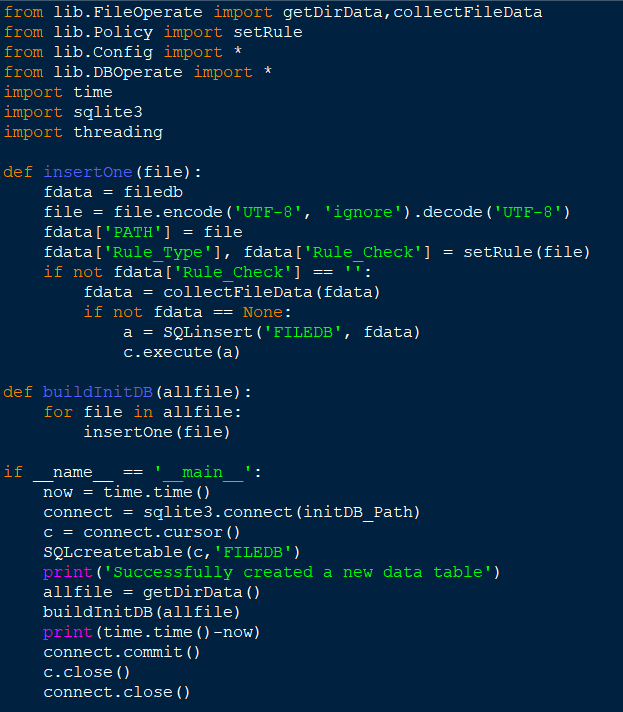 from lib.FileOperate import getDirData,collectFileData
from lib.Policy import setRule
from lib.Config import *
from lib.DBOperate import *
import time
import sqlite3
import threading

def insertOne(file):
    fdata = filedb
    file = file.encode('UTF-8', 'ignore').decode('UTF-8')
    fdata['PATH'] = file
    fdata['Rule_Type'], fdata['Rule_Check'] = setRule(file)
    if not fdata['Rule_Check'] == '':
        fdata = collectFileData(fdata)
        if not fdata == None:
            a = SQLinsert('FILEDB', fdata)
            c.execute(a)

def buildInitDB(allfile):
    for file in allfile:
        insertOne(file)

if __name__ == '__main__':
    now = time.time()
    connect = sqlite3.connect(initDB_Path)
    c = connect.cursor()
    SQLcreatetable(c,'FILEDB')
    print('Successfully created a new data table')
    allfile = getDirData()
    buildInitDB(allfile)
    print(time.time()-now)
    connect.commit()
    c.close()
    connect.close()